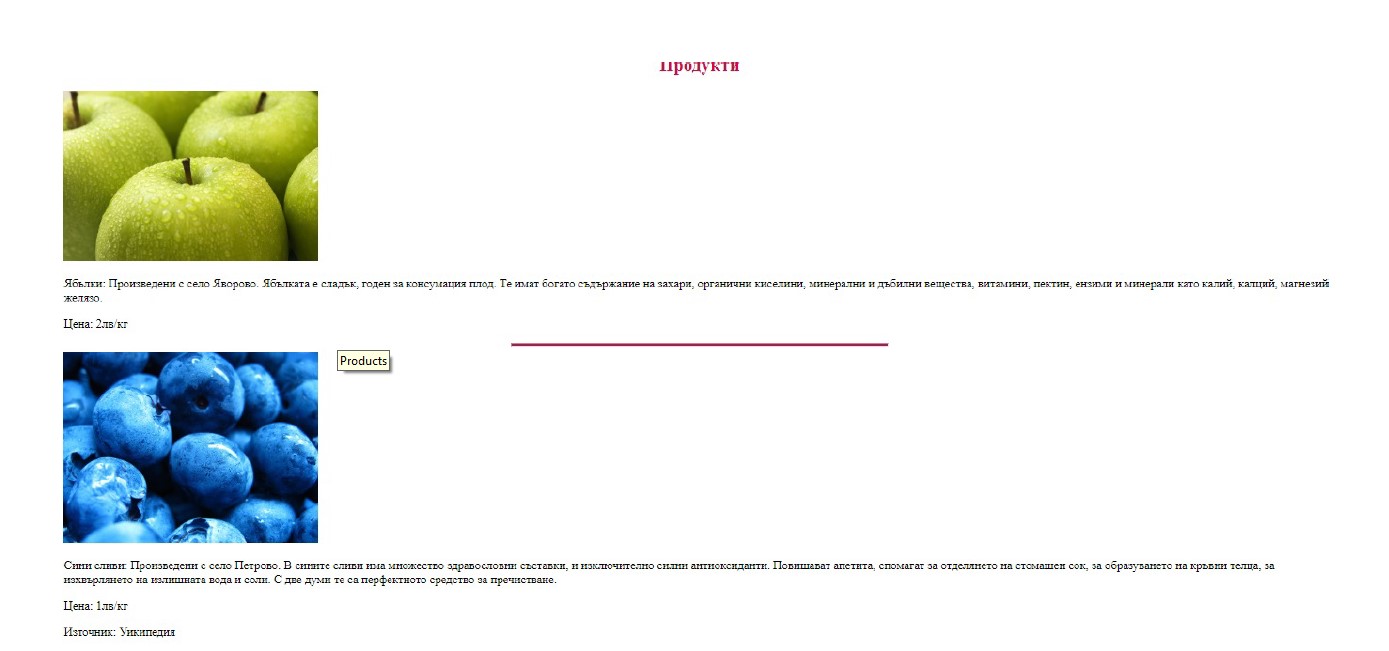 Продукти
Ябълки: Произведени с село Яворово. Ябълката е сладък, годен за консумация плод. Те имат богато съдържание на захари, органични киселини, минерални и дъбилни вещества, витамини, пектин, ензими и минерали като калий, калций, магнезий
желязо.
Цена: 2лв/кг
Products
Сини сливи: Произведени с село Петрово. В сините сливи има множество здравословни съставки, и изключително силни антиоксиданти. Повишават апетита, спомагат за отделянето на стомашен сок, за образуването на кръвни телца, за
изхвърлянето на излишната вода и соли. С две думи те са перфектното средство за пречистване.
Цена: 1лв/кг
Източник: Уикипедия